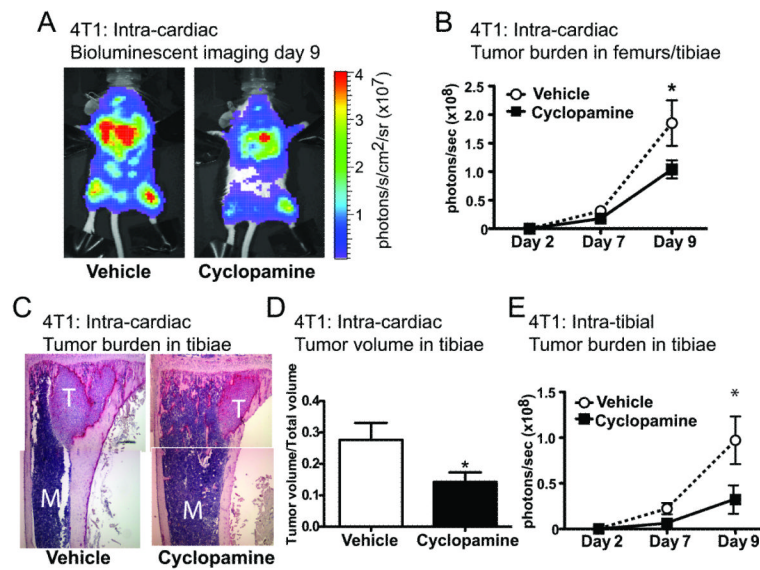 A
4T1: Intra-cardiac
Bioluminescent imaging day 9
4
3
2
1
photons/s/cm2/sr (x10⁷)
Vehicle
Cyclopamine
B
4T1: Intra-cardiac
Tumor burden in femurs/tibiae
photons/sec (x10⁸)
2.5
2.0
1.5
1.0
0.5
0
Vehicle
Cyclopamine
*
Day 2
Day 7
Day 9
C
4T1: Intra-cardiac
Tumor burden in tibiae
T
M
Vehicle
T
M
Cyclopamine
D
4T1: Intra-cardiac
Tumor volume in tibiae
Tumor volume/Total volume
0.4
0.3
0.2
0.1
0.0
*
Vehicle
Cyclopamine
E
4T1: Intra-tibial
Tumor burden in tibiae
photons/sec (x10⁸)
1.5
1.0
0.5
0
Vehicle
Cyclopamine
*
Day 2
Day 7
Day 9